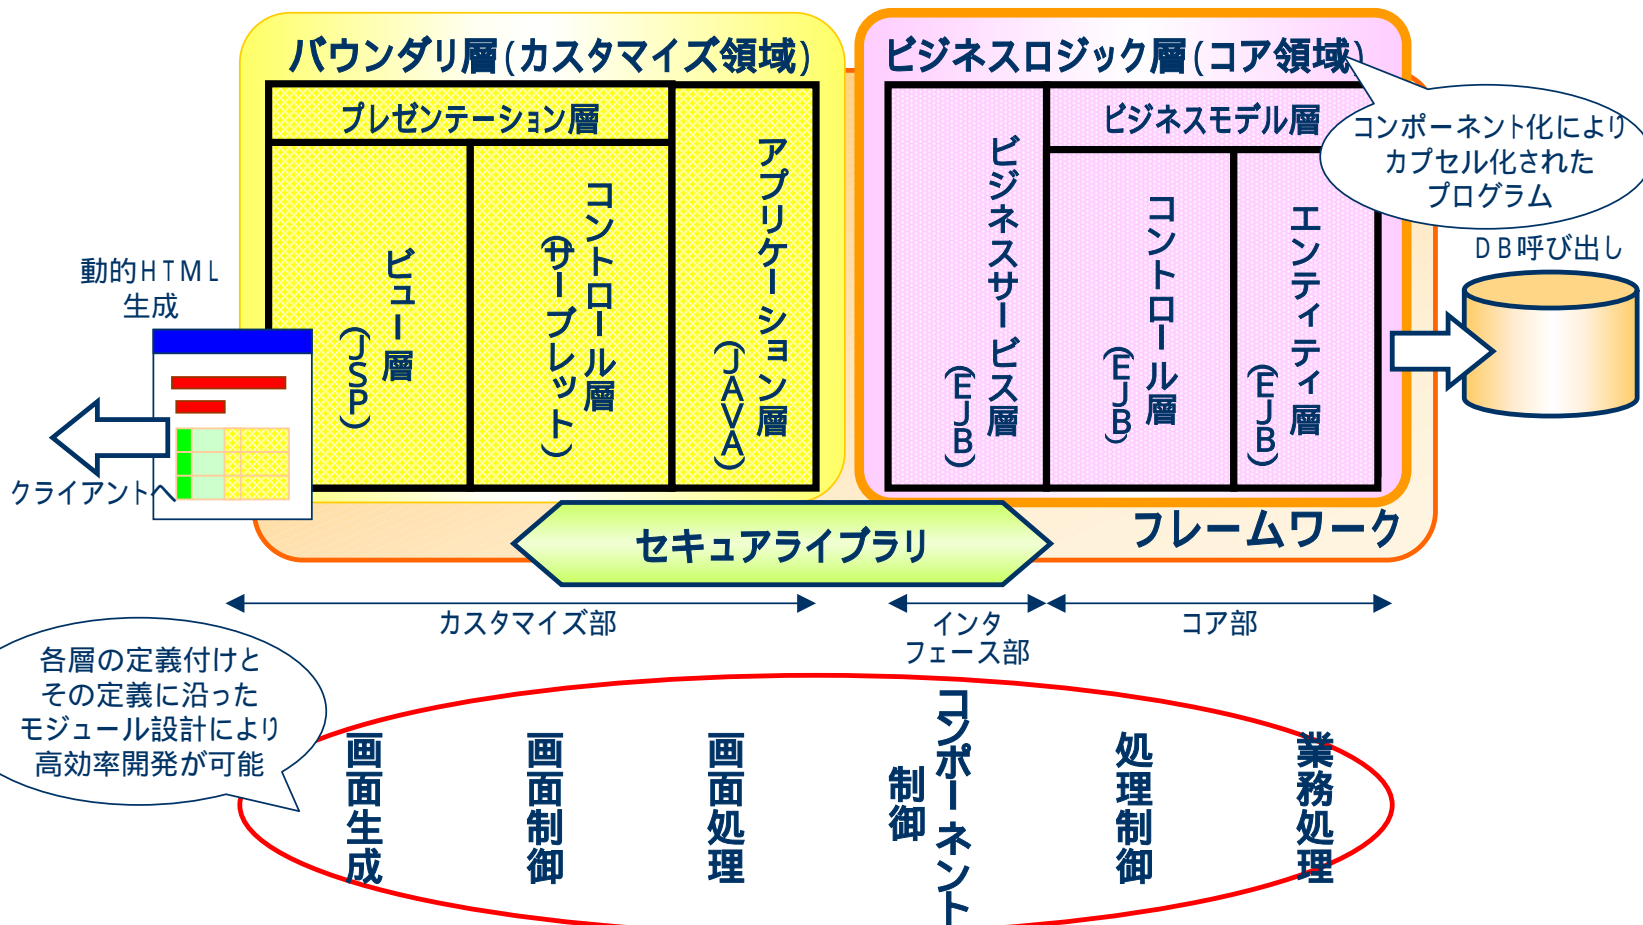 バウンダリ層(カスタマイズ領域)
ビジネスロジック層(コア領域)
プレゼンテーション層
ビュー層
(JSP)
コントロール層
(サーブレット)
アプリケーション層
(JAVA)
ビジネスサービス層
(EJB)
ビジネスモデル層
コントロール層
(EJB)
エンティティ層
(EJB)
コンポーネント化により
カプセル化された
プログラム
DB呼び出し
動的HTML
生成
クライアントへ
セキュアライブラリ
フレームワーク
カスタマイズ部
インタ
フェース部
コア部
各層の定義付けと
その定義に沿った
モジュール設計により
高効率開発が可能
画面生成
画面制御
画面処理
コンポーネント
制御
処理制御
業務処理